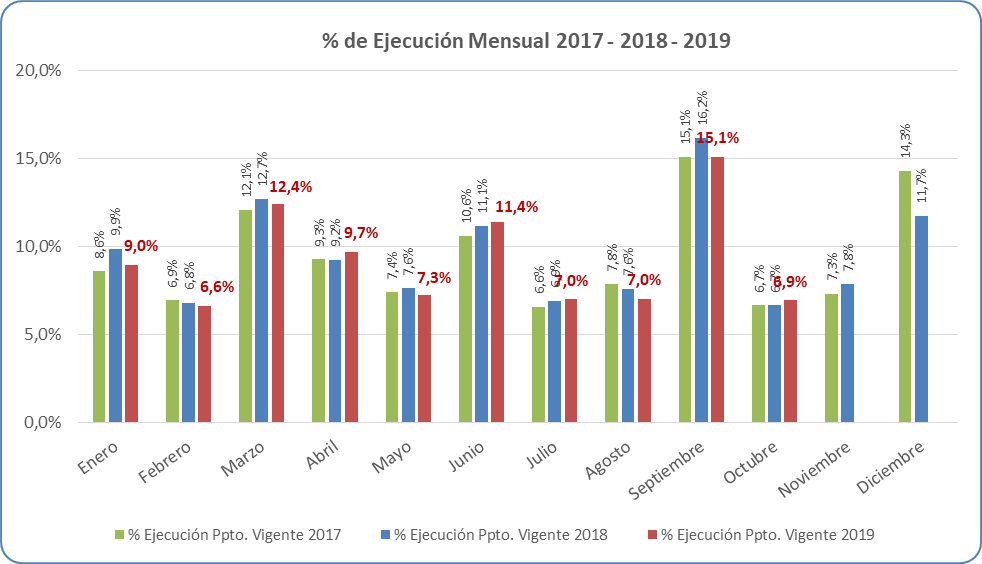 % de Ejecución Mensual 2017 - 2018 - 2019
20,0%
15,0%
10,0%
5,0%
0,0%
8,6%
9,9%
9,0%
6,9%
6,8%
6,6%
12,1%
12,7%
12,4%
9,3%
9,2%
9,7%
7,4%
7,6%
7,3%
10,6%
11,1%
11,4%
6,6%
6,9%
7,0%
7,8%
7,6%
7,0%
15,1%
16,2%
15,1%
6,7%
6,7%
6,9%
7,3%
7,8%
14,3%
11,7%
Enero
Febrero
Marzo
Abril
Mayo
Junio
Julio
Agosto
Septiembre
Octubre
Noviembre
Diciembre
% Ejecución Ppto. Vigente 2017
% Ejecución Ppto. Vigente 2018
% Ejecución Ppto. Vigente 2019